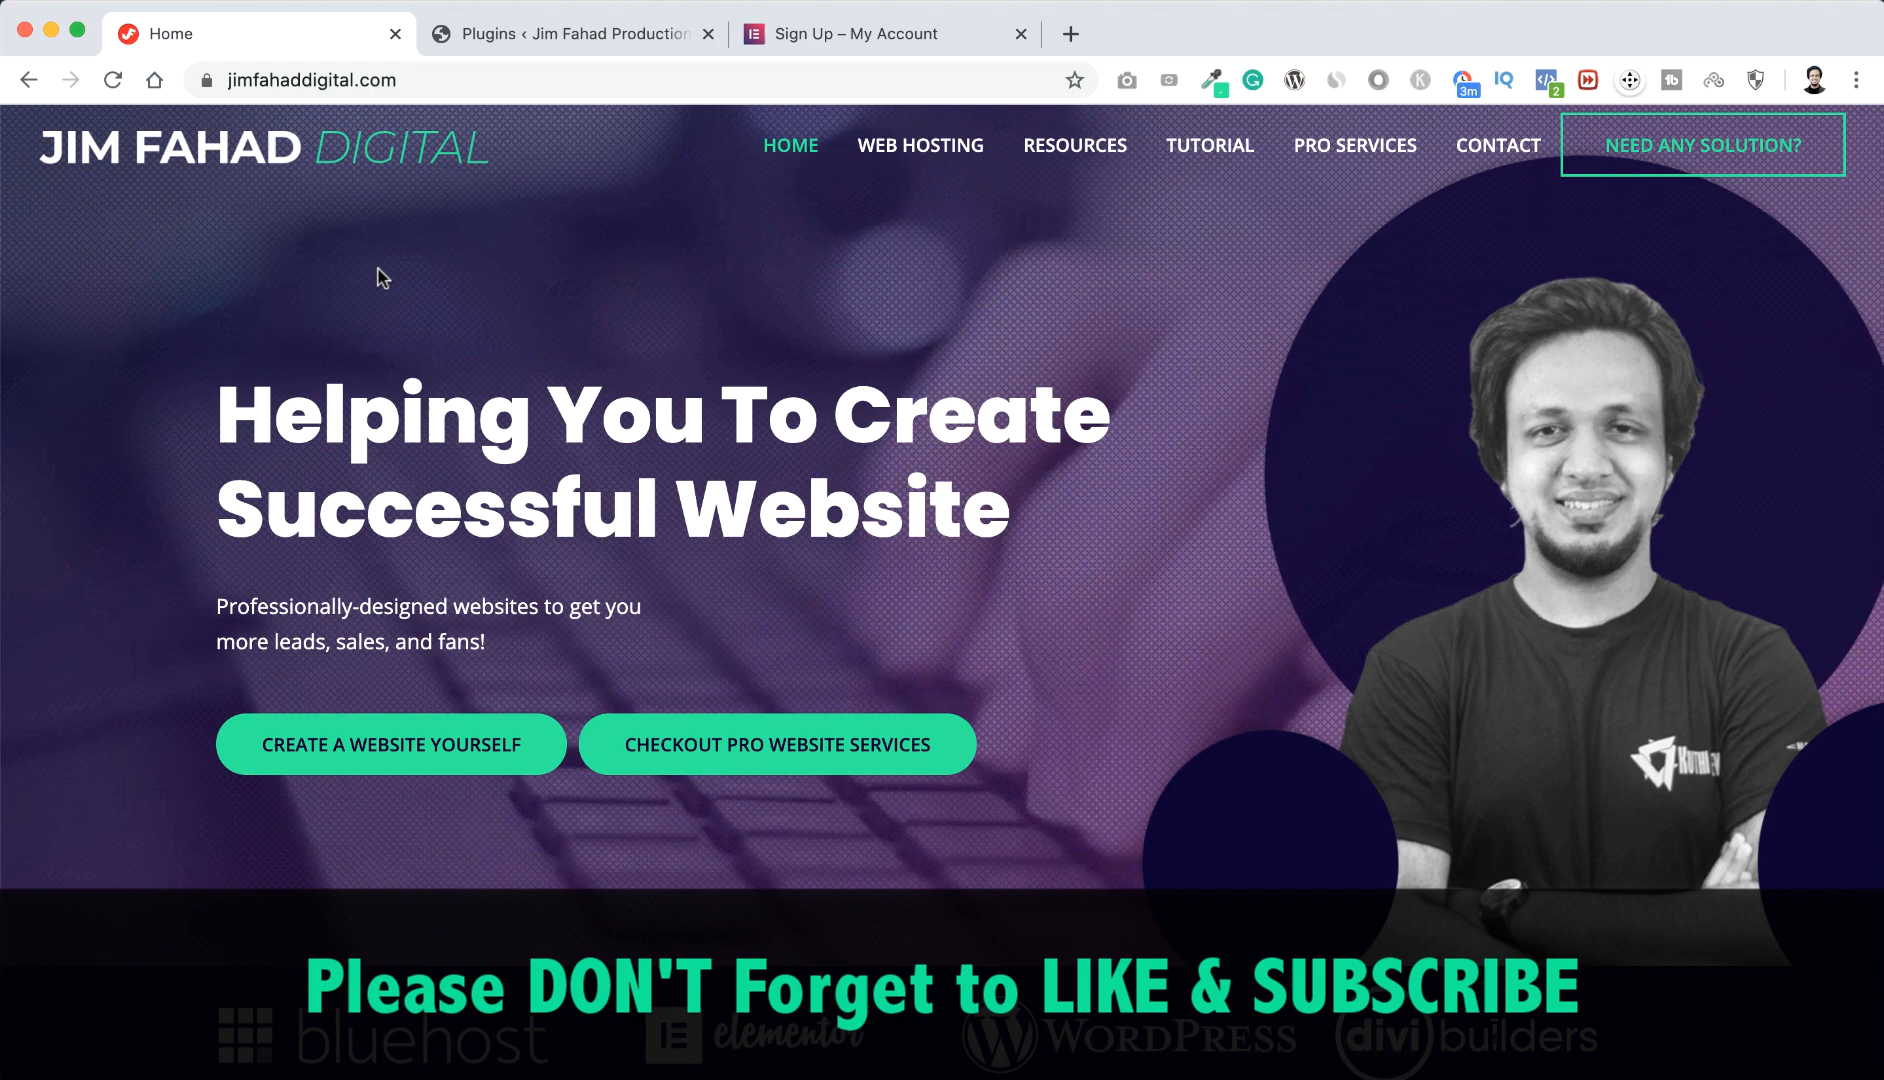 Home
Plugins ‹ Jim Fahad Production
Sign Up – My Account
jimfahaddigital.com
3m
IQ
2
JIM FAHAD DIGITAL
HOME
WEB HOSTING
RESOURCES
TUTORIAL
PRO SERVICES
CONTACT
NEED ANY SOLUTION?
Helping You To Create
Successful Website
Professionally-designed websites to get you
more leads, sales, and fans!
CREATE A WEBSITE YOURSELF
CHECKOUT PRO WEBSITE SERVICES
Please DON'T Forget to LIKE & SUBSCRIBE
bluehost
elementor
WORDPRESS
divi builders